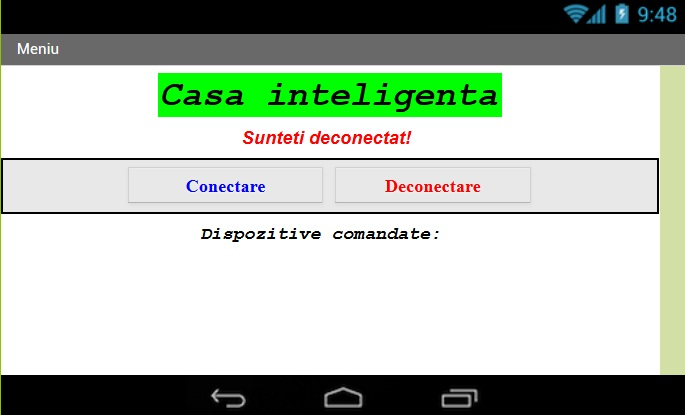 9:48
Meniu
Casa inteligenta
Sunteti deconectat!
Conectare Deconectare
Dispozitive comandate: